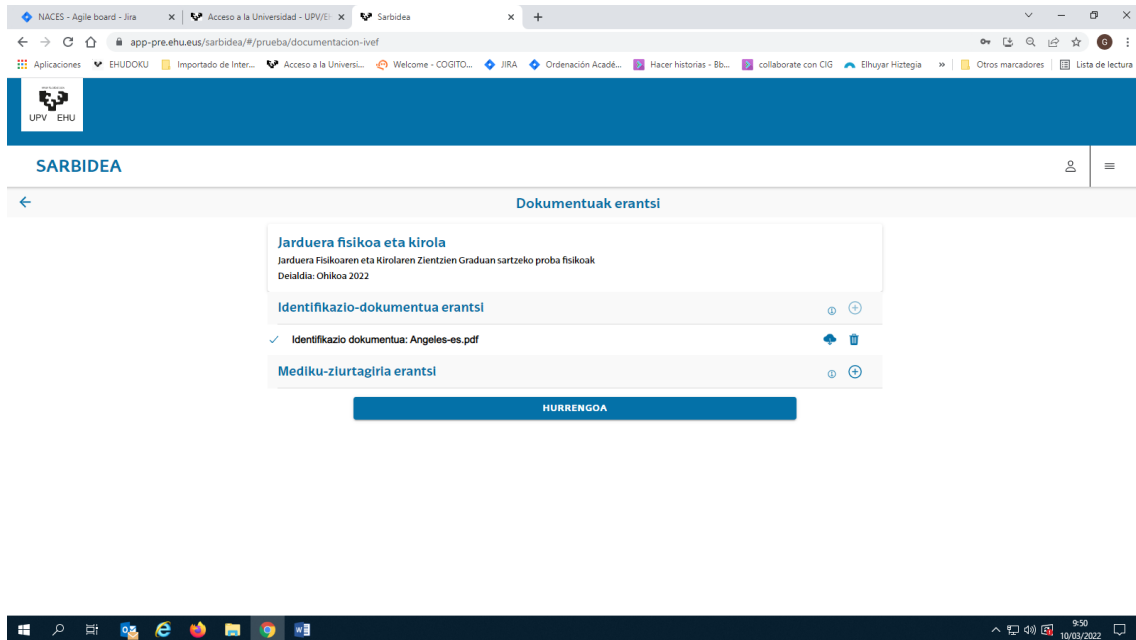 NACES - Agile board - Jira
Acceso a la Universidad - UPV/EH
Sarbidea
app-pre.ehu.eus/sarbidea/#/prueba/documentacion-ivef
G
Aplicaciones
EHUDOKU
Importado de Inter...
Acceso a la Universi...
Welcome - COGITO...
JIRA
Ordenación Acadé...
Hacer historias - Bb...
collaborate con CIG
Elhuyar Hiztegia
»
Otros marcadores
Lista de lectura
UPV EHU
SARBIDEA
Dokumentuak erantsi
Jarduera fisikoa eta kirola
Jarduera Fisikoaren eta Kirolaren Zientzien Graduan sartzeko proba fisikoak
Deialdia: Ohikoa 2022
Identifikazio-dokumentua erantsi
Identifikazio dokumentua: Angeles-es.pdf
Mediku-ziurtagiria erantsi
HURRENGOA
9:50
10/03/2022